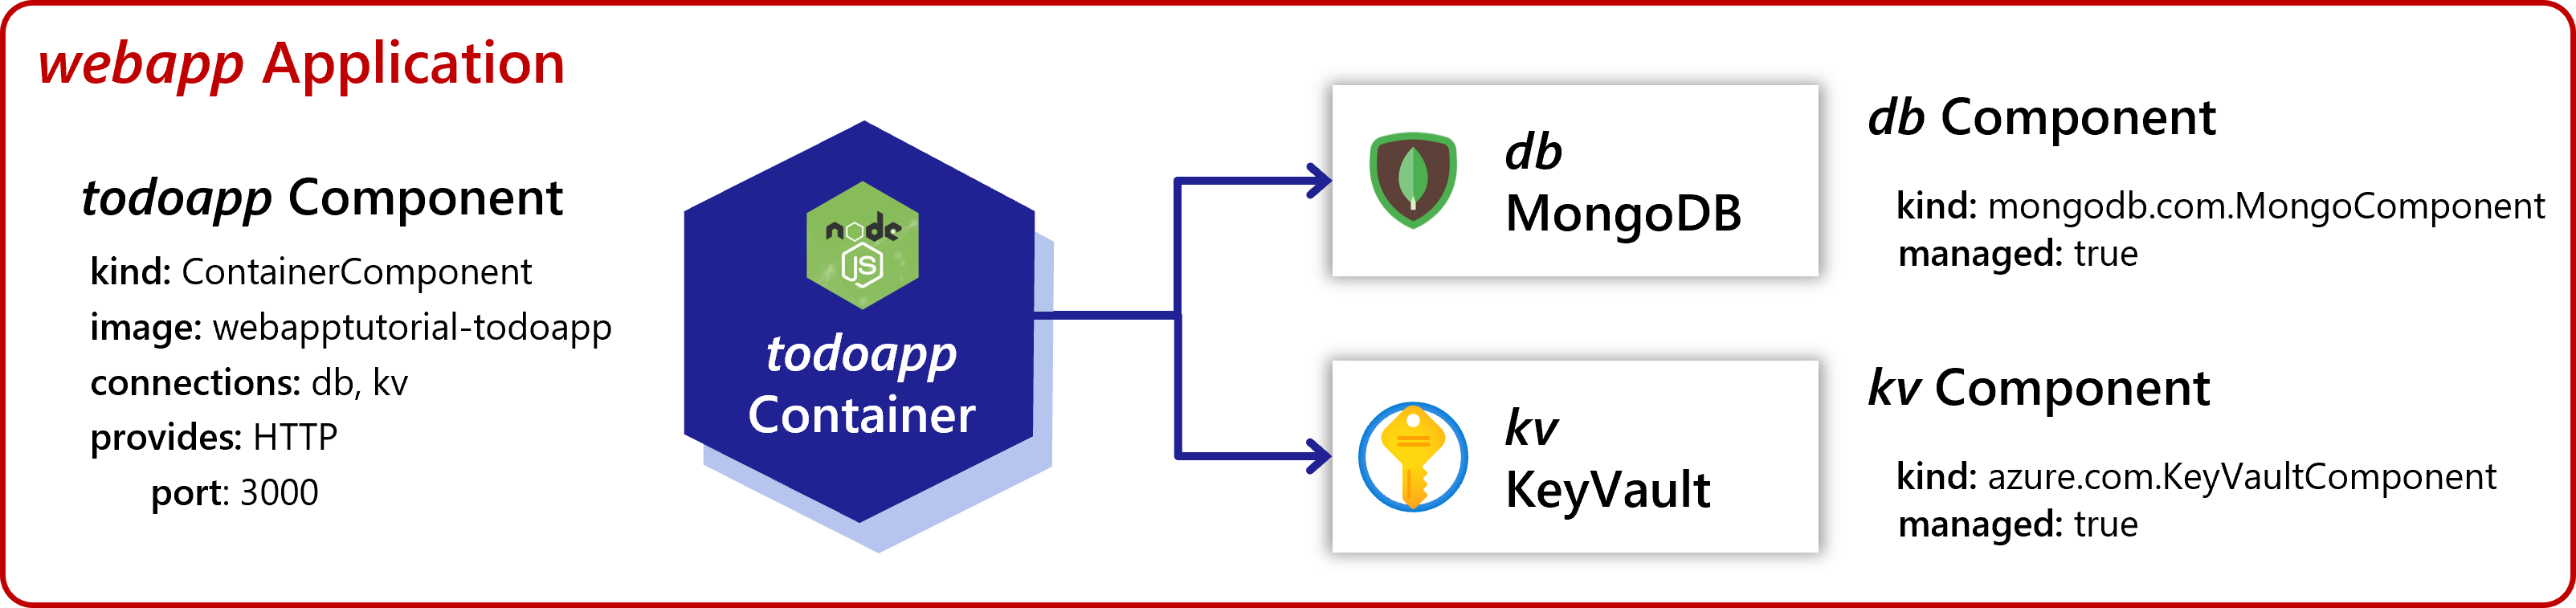 webapp Application
todoapp Component
kind: ContainerComponent
image: webapptutorial-todoapp
connections: db, kv
provides: HTTP
port: 3000
node
JS
todoapp
Container
db
MongoDB
kv
KeyVault
db Component
kind: mongodb.com.MongoComponent
managed: true
kv Component
kind: azure.com.KeyVaultComponent
managed: true